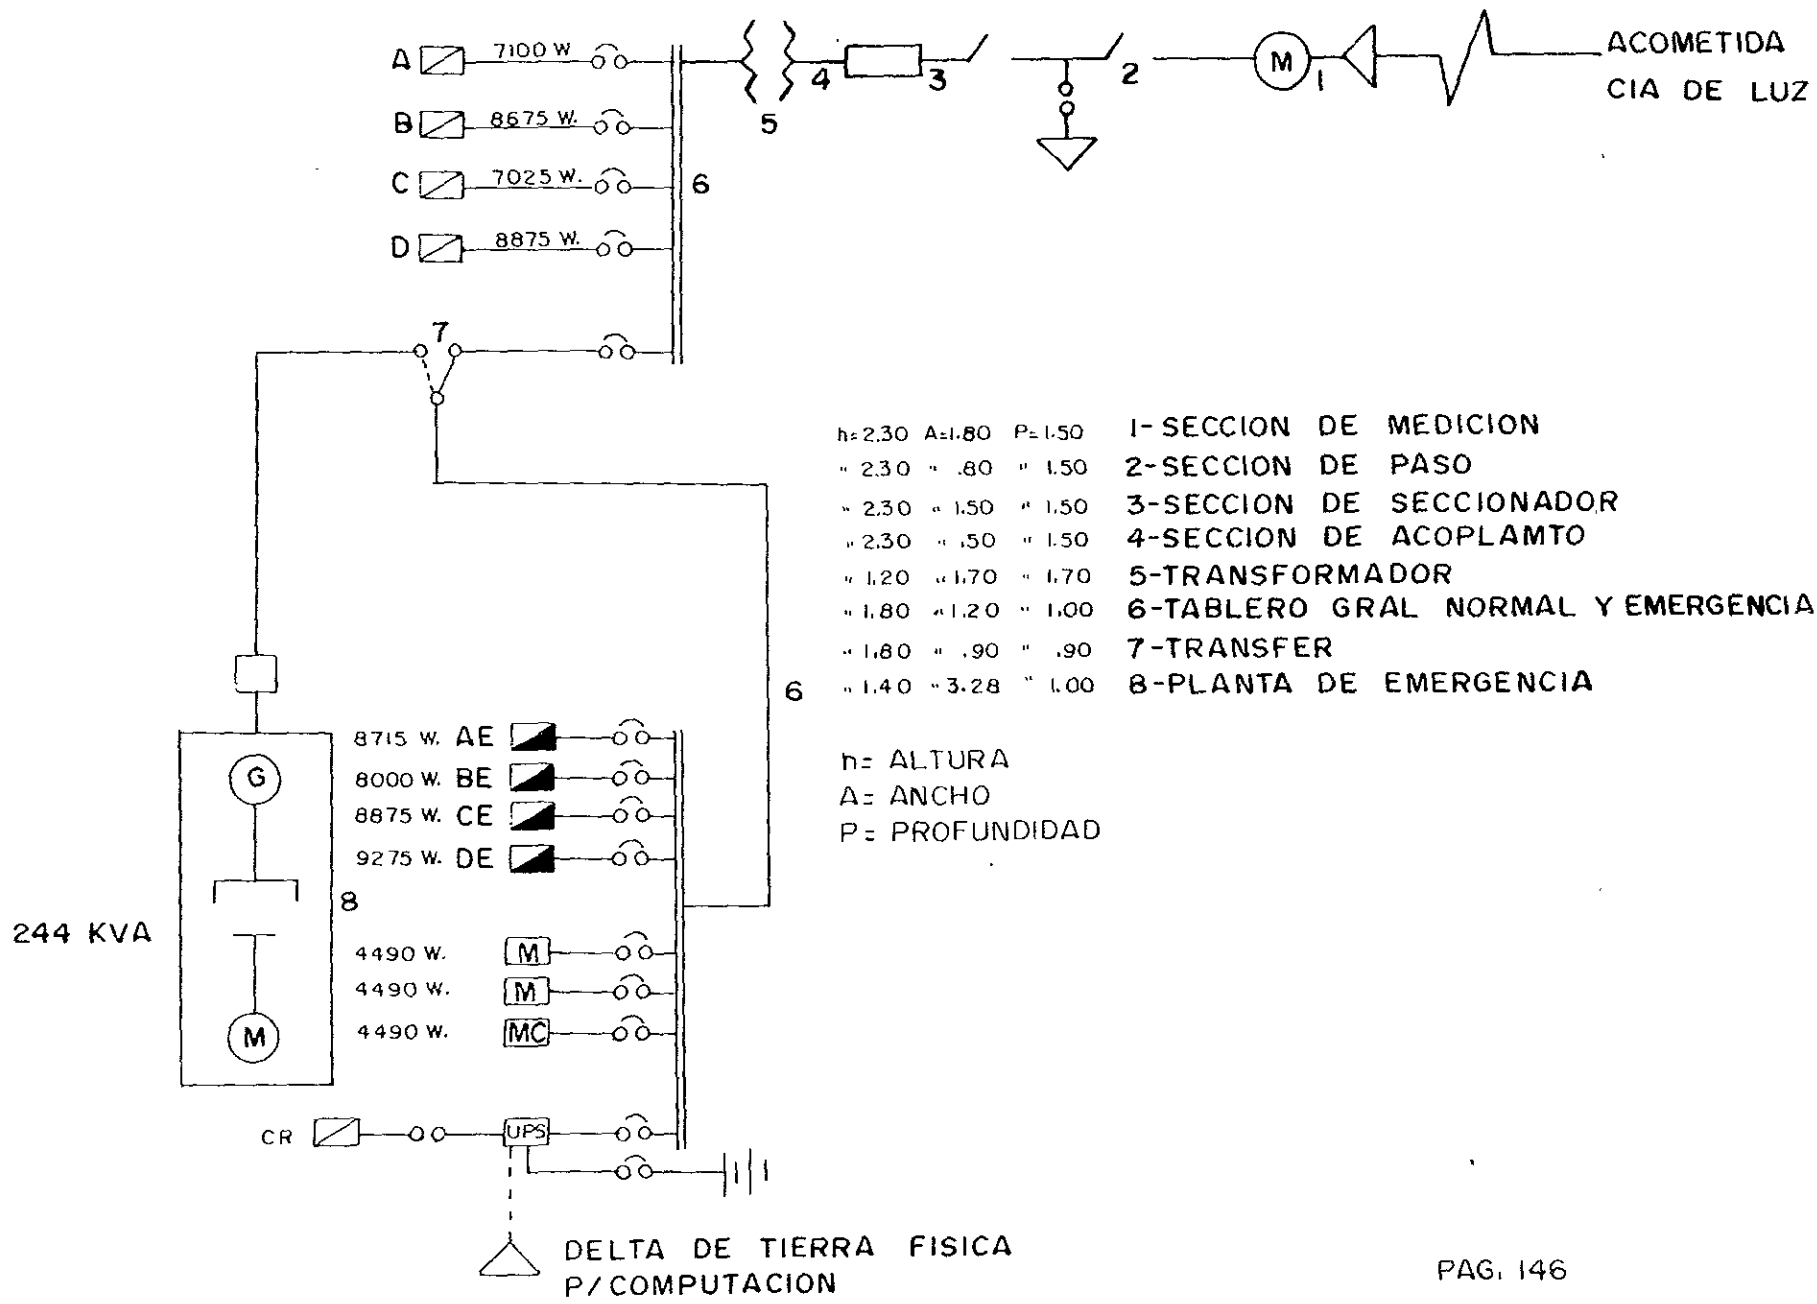 ACOMETIDA
CIA DE LUZ
A 7100 W
B 8675 W.
C 7025 W.
D 8875 W.
M 1
2
3
4
5
6
7
h=2.30 A=1.80 P=1.50 1-SECCION DE MEDICION
" 2.30 " .80 " 1.50 2-SECCION DE PASO
" 2.30 " 1.50 " 1.50 3-SECCION DE SECCIONADOR
" 2.30 " .50 " 1.50 4-SECCION DE ACOPLAMTO
" 1.20 " 1.70 " 1.70 5-TRANSFORMADOR
" 1.80 " 1.20 " 1.00 6-TABLERO GRAL NORMAL Y EMERGENCIA
" 1.80 " .90 " .90 7-TRANSFER
" 1.40 " 3.28 " 1.00 8-PLANTA DE EMERGENCIA
h= ALTURA
A= ANCHO
P= PROFUNDIDAD
6
244 KVA
G
M
8
8715 W. AE
8000 W. BE
8875 W. CE
9275 W. DE
4490 W. M
4490 W. M
4490 W. MC
CR UPS
DELTA DE TIERRA FISICA
P/COMPUTACION
PAG. 146